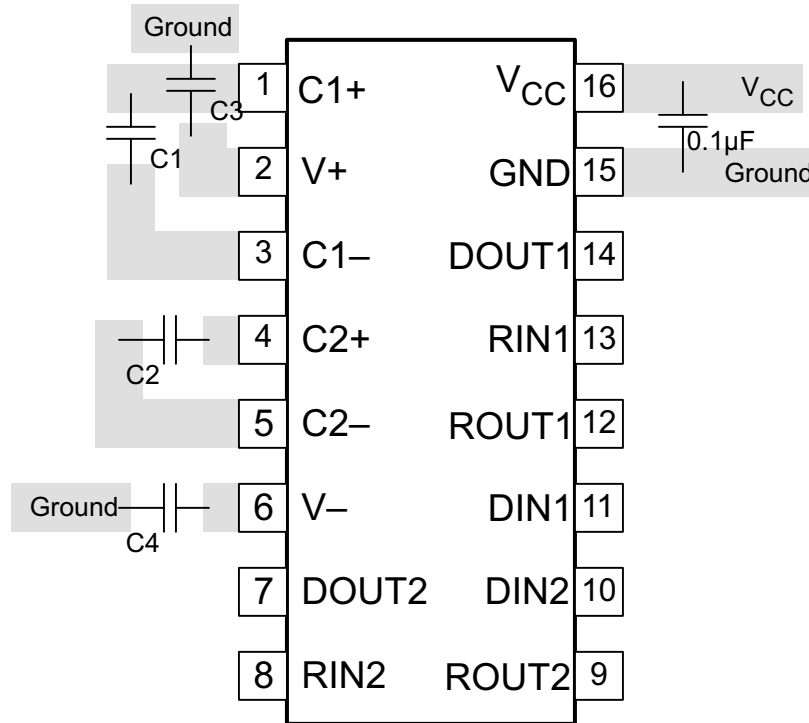 Ground
1 C1+ VCC 16 VCC
C3
C1 0.1µF
2 V+ GND 15 Ground
3 C1– DOUT1 14
4 C2+ RIN1 13
C2
5 C2– ROUT1 12
Ground 6 V– DIN1 11
C4
7 DOUT2 DIN2 10
8 RIN2 ROUT2 9